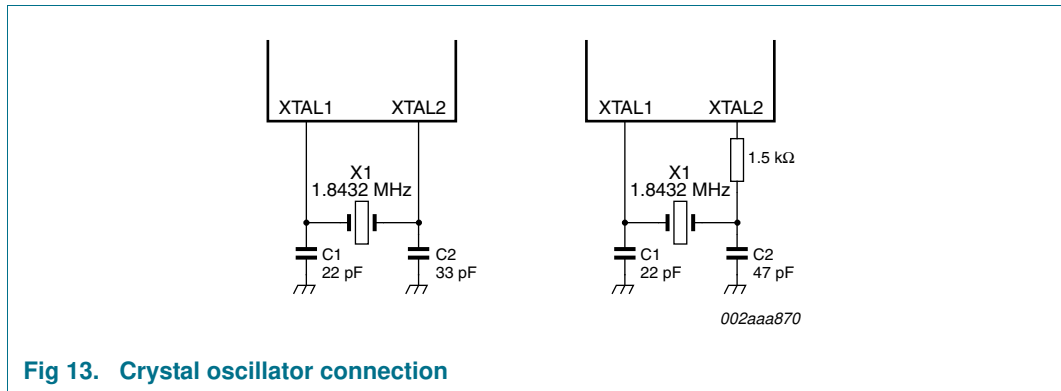 XTAL1 XTAL2
X1
1.8432 MHz
C1
22 pF
C2
33 pF
XTAL1 XTAL2
1.5 kΩ
X1
1.8432 MHz
C1
22 pF
C2
47 pF
002aaa870
Fig 13. Crystal oscillator connection